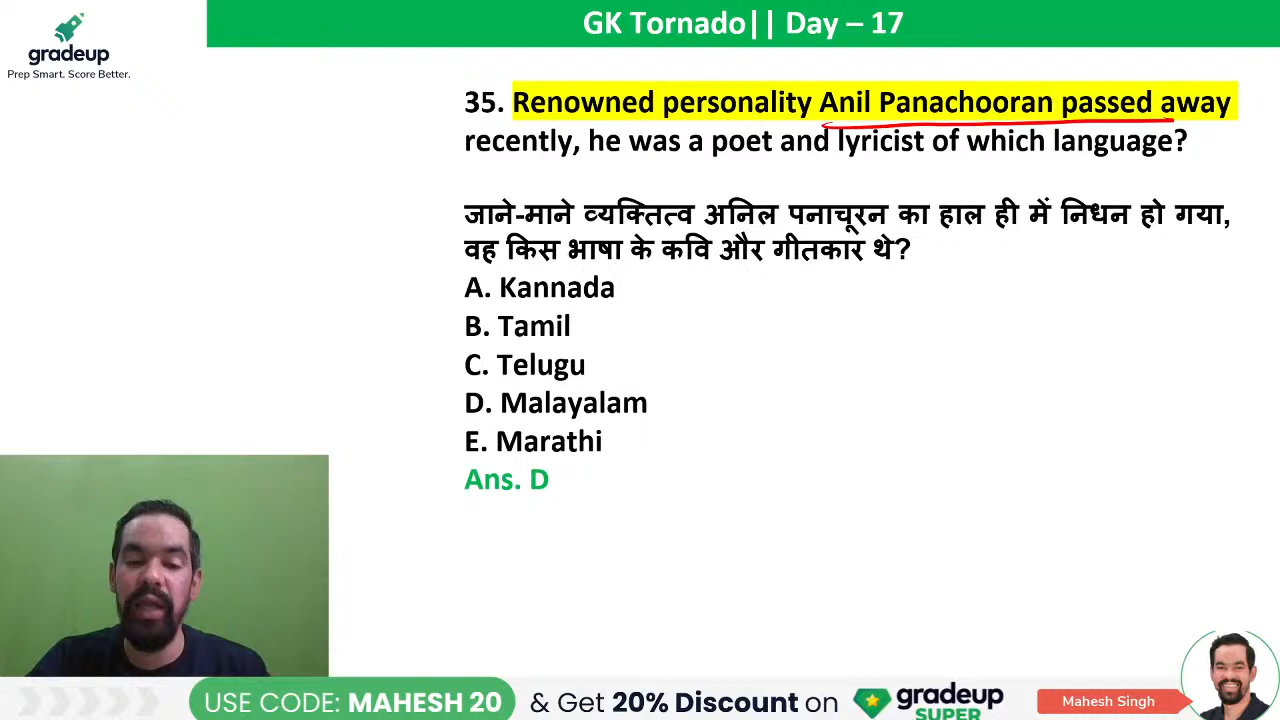 gradeup
Prep Smart. Score Better.
GK Tornado|| Day – 17
35. Renowned personality Anil Panachooran passed away
recently, he was a poet and lyricist of which language?
जाने-माने व्यक्तित्व अनिल पनाचूरन का हाल ही में निधन हो गया,
वह किस भाषा के कवि और गीतकार थे?
A. Kannada
B. Tamil
C. Telugu
D. Malayalam
E. Marathi
Ans. D
USE CODE: MAHESH 20 & Get 20% Discount on gradeup SUPER
Mahesh Singh